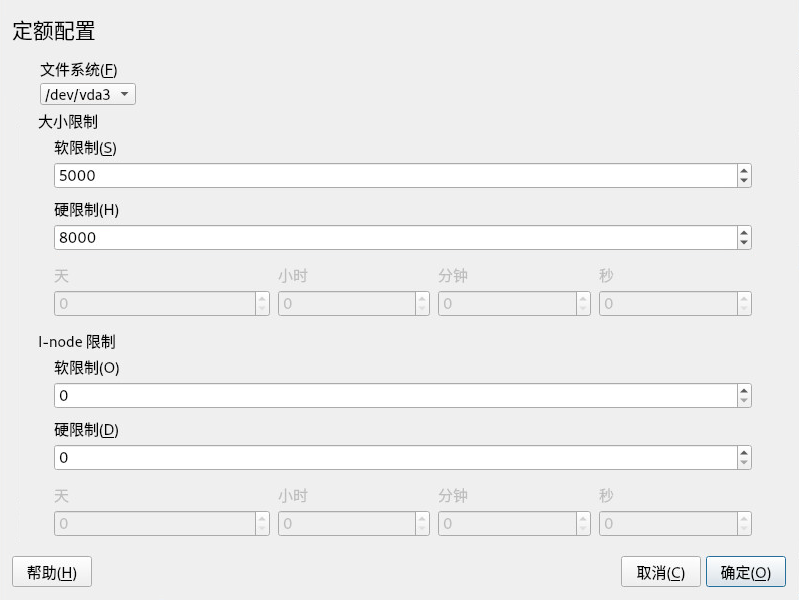 定额配置
文件系统(F)
/dev/vda3
大小限制
软限制(S)
5000
硬限制(H)
8000
天 小时 分钟 秒
0 0 0 0
I-node 限制
软限制(O)
0
硬限制(D)
0
天 小时 分钟 秒
0 0 0 0
帮助(H) 取消(C) 确定(O)